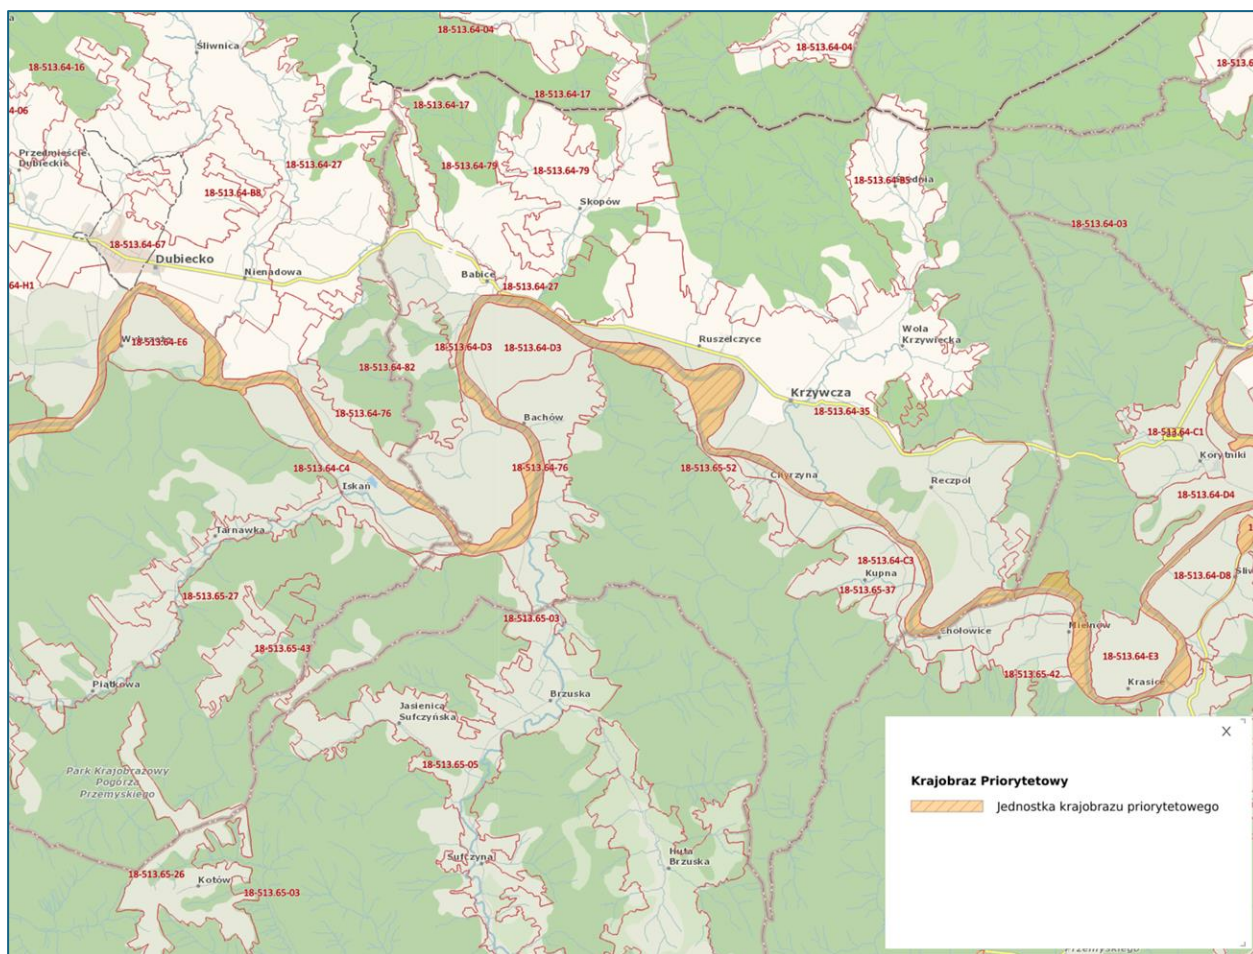 Śliwnica
18-513.64-04
18-513.64-04
18-513.6
18-513.64-16
18-513.64-17
18-513.64-17
4-06
Przedmieście
Dubieckie
18-513.64-27
18-513.64-79
18-513.64-79
18-513.64-B5
18-513.64-B8
Skopów
18-513.64-03
18-513.64-67
Dubiecko
Nienadowa
Babice
64-H1
18-513.64-27
18-513.64-E6
18-513.64-D3
18-513.64-D3
Ruszelczyce
Wola
Krzywiecka
18-513.64-82
Krzywcza
18-513.64-76
18-513.64-35
Bachów
18-513.64-C1
Korytniki
18-513.64-C4
18-513.64-76
18-513.65-52
Iskań
Chyrzyna
Reczpol
18-513.64-D4
Tarnawka
18-513.64-C3
Kupna
18-513.64-D8
Śliw
18-513.65-27
18-513.65-37
18-513.65-03
18-513.65-43
Chołowice
Mielnów
18-513.64-E3
18-513.65-42
Krasice
Piątkowa
Brzuska
Jasienica
Sufczyńska
Park Krajobrazowy
Pogórza
Przemyskiego
18-513.65-05
Krajobraz Priorytetowy
Jednostka krajobrazu priorytetowego
Sufczyna
Huta
Brzuska
18-513.65-26
Kotów
18-513.65-03
Przemyskiego